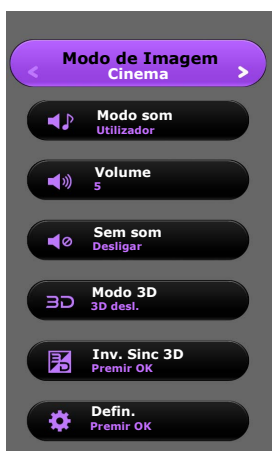 Modo de Imagem
Cinema
Modo som
Utilizador
Volume
5
Sem som
Desligar
3D
Modo 3D
3D desl.
Inv. Sinc 3D
Premir OK
Defin.
Premir OK